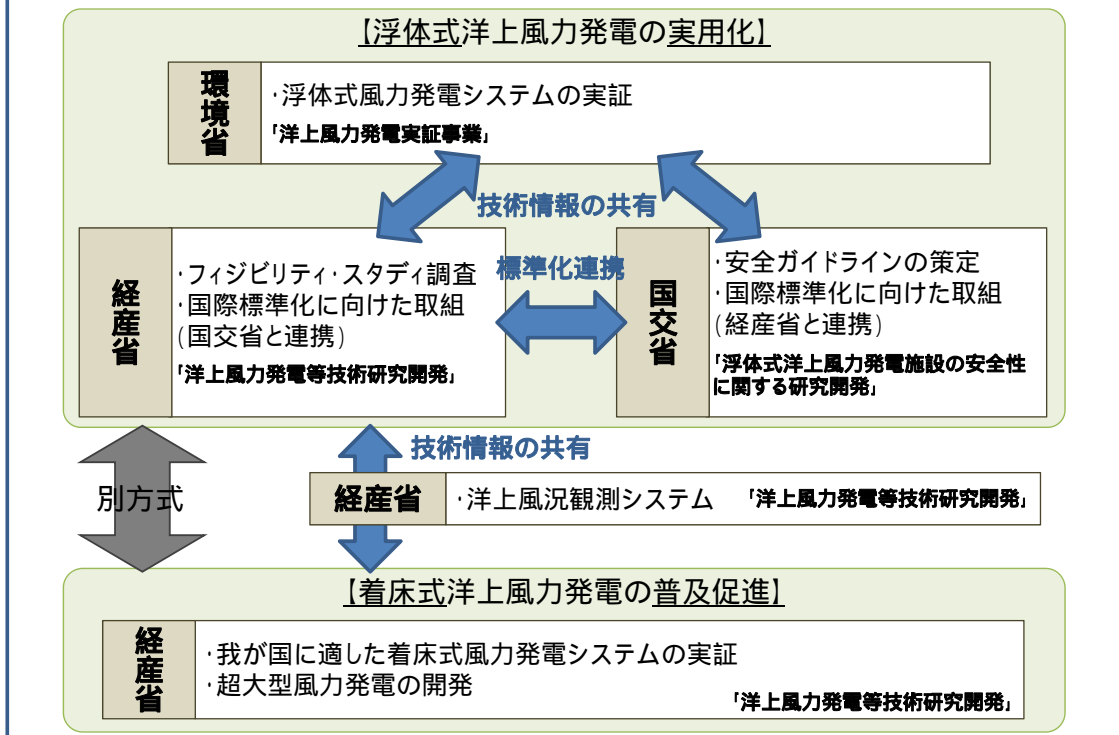 【浮体式洋上風力発電の実用化】
環境省
・浮体式風力発電システムの実証
「洋上風力発電実証事業」
技術情報の共有
経産省
・フィジビリティ・スタディ調査
・国際標準化に向けた取組
(国交省と連携)
「洋上風力発電等技術研究開発」
標準化連携
国交省
・安全ガイドラインの策定
・国際標準化に向けた取組
(経産省と連携)
「浮体式洋上風力発電施設の安全性
に関する研究開発」
別方式
技術情報の共有
経産省
・洋上風況観測システム 「洋上風力発電等技術研究開発」
【着床式洋上風力発電の普及促進】
経産省
・我が国に適した着床式風力発電システムの実証
・超大型風力発電の開発
「洋上風力発電等技術研究開発」